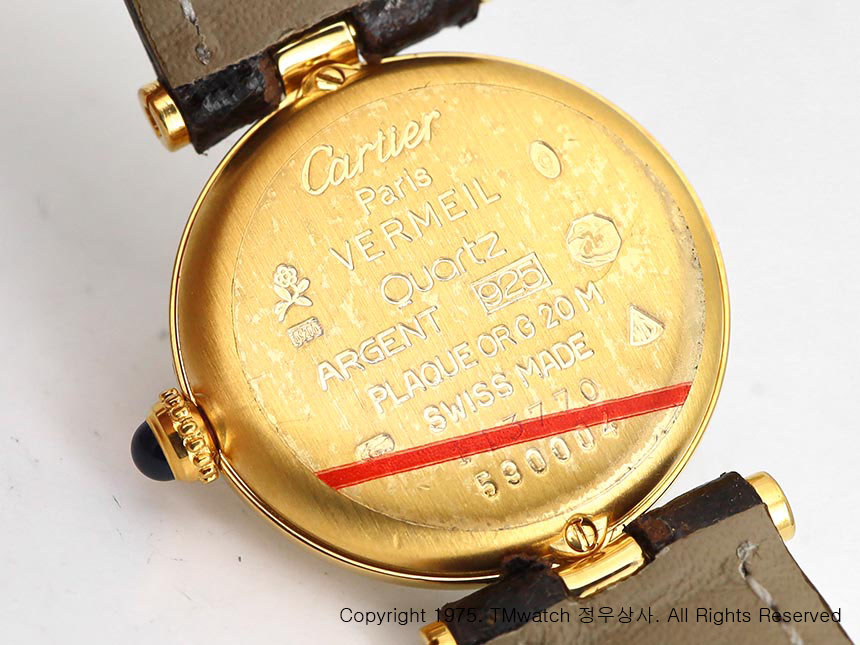 Cartier
Paris
VERMEIL
Quartz
ARGENT 925
PLAQUE OR G 20 M
SWISS MADE
590004
Copyright 1975. TMwatch 정우상사. All Rights Reserved